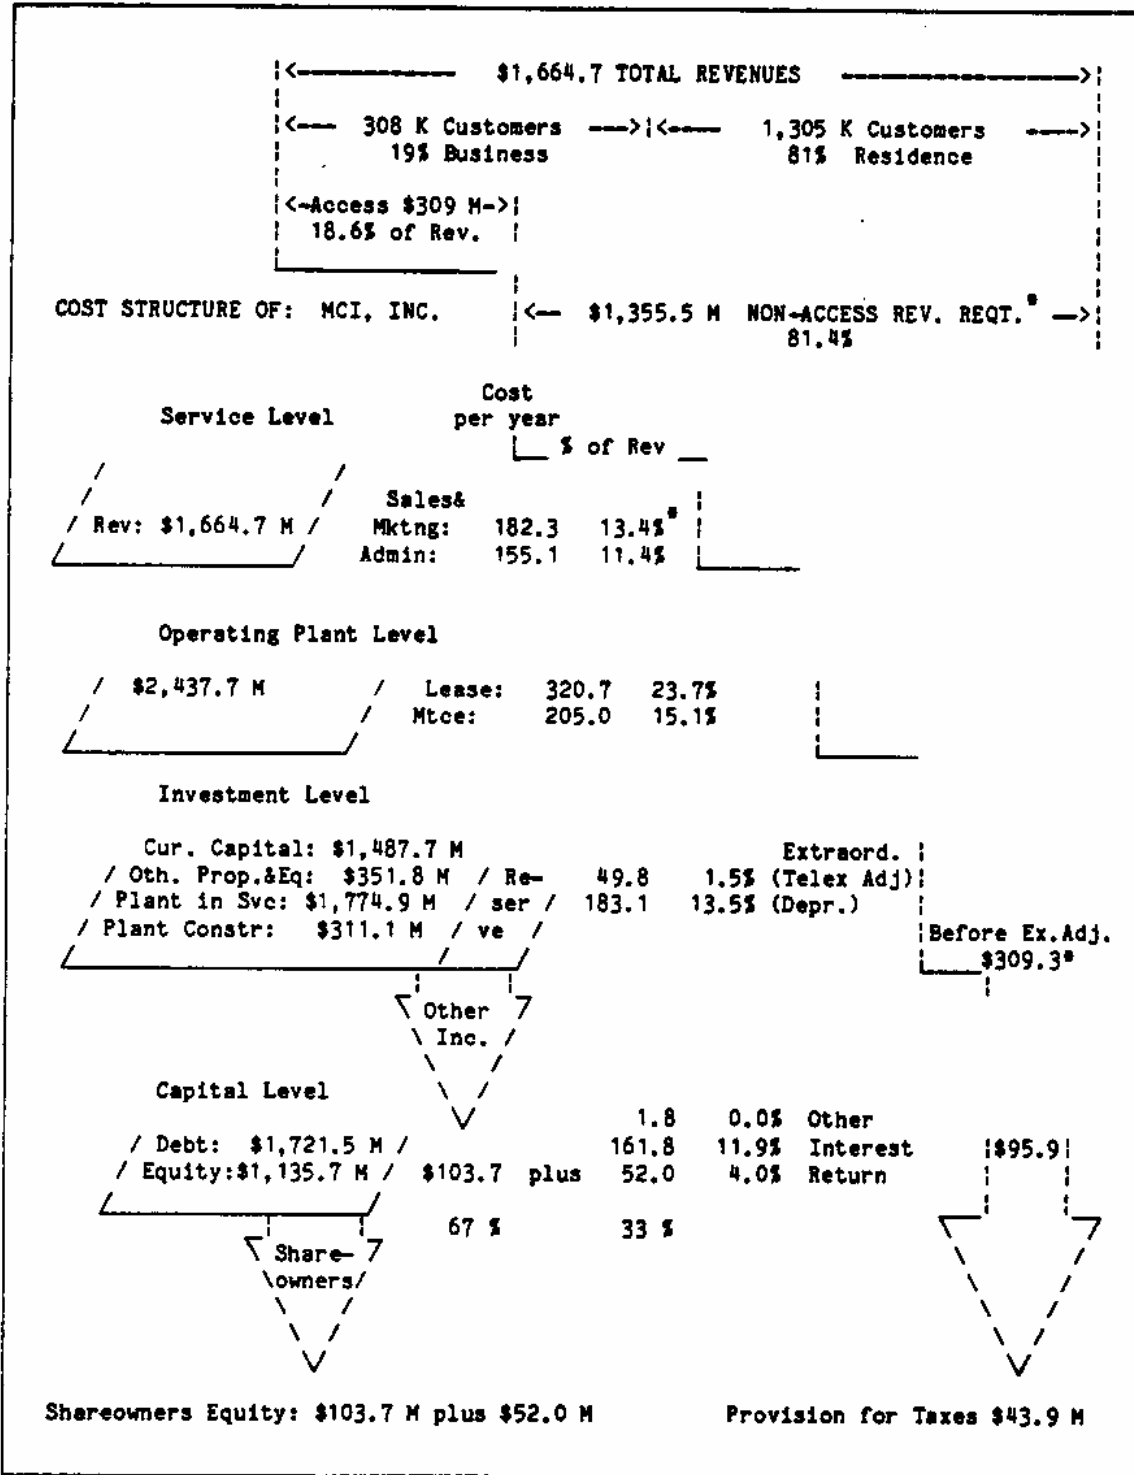 $1,664.7 TOTAL REVENUES
308 K Customers 1,305 K Customers
19% Business 81% Residence
Access $309 M
18.6% of Rev.
COST STRUCTURE OF: MCI, INC. $1,355.5 M NON-ACCESS REV. REQT.*
81.4%
Cost
Service Level per year
% of Rev
Sales&
Rev: $1,664.7 M Mktng: 182.3 13.4%*
Admin: 155.1 11.4%
Operating Plant Level
$2,437.7 M Lease: 320.7 23.7%
Mtce: 205.0 15.1%
Investment Level
Cur. Capital: $1,487.7 M Extraord.
/ Oth. Prop.&Eq: $351.8 M / Re- 49.8 1.5% (Telex Adj)
/ Plant in Svc: $1,774.9 M / ser / 183.1 13.5% (Depr.)
/ Plant Constr: $311.1 M / ve / Before Ex.Adj.
$309.3*
Other
Inc.
Capital Level
1.8 0.0% Other
/ Debt: $1,721.5 M / 161.8 11.9% Interest $95.9
/ Equity:$1,135.7 M / $103.7 plus 52.0 4.0% Return
67 % 33 %
Share-
owners
Shareowners Equity: $103.7 M plus $52.0 M Provision for Taxes $43.9 M